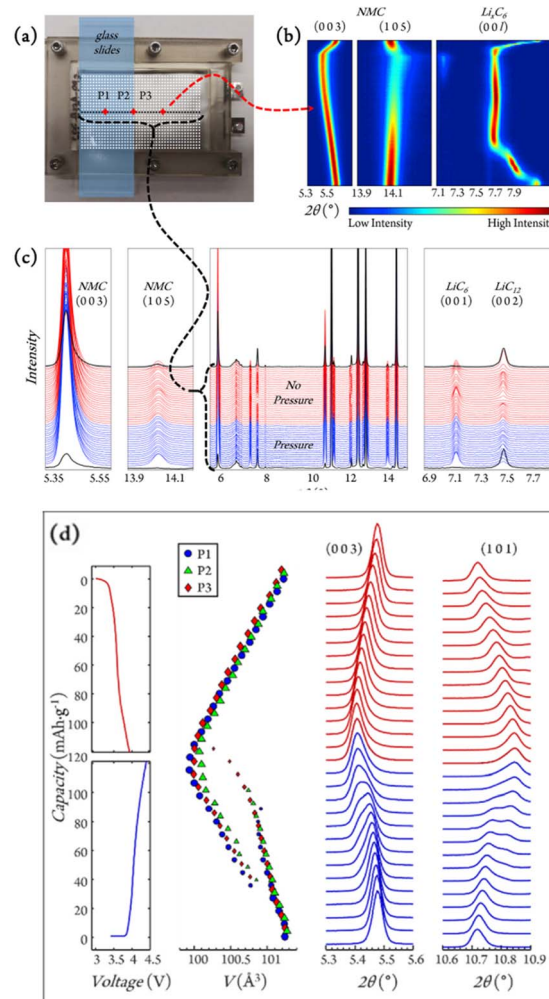 (a)
glass
slides
P1 P2 P3
(b)
NMC
(0 0 3) (1 0 5)
LiₓC₆
(0 0 l)
5.3 5.5 13.9 14.1 7.1 7.3 7.5 7.7 7.9
2θ (°)
Low Intensity High Intensit
(c)
Intensity
NMC
(0 0 3)
5.35 5.55
NMC
(1 0 5)
13.9 14.1
No
Pressure
Pressure
6 8 10 12 14
LiC₆
(0 0 1)
LiC₁₂
(0 0 2)
6.9 7.1 7.3 7.5 7.7
(d)
P1
P2
P3
(0 0 3)
(1 0 1)
Capacity (mAh·g⁻¹)
0
20
40
60
80
100
120
100
80
60
40
20
0
3 4 4.5
Voltage (V)
100 100.5 101
V (Å³)
5.3 5.4 5.5 5.6
2θ (°)
10.6 10.7 10.8 10.9
2θ (°)